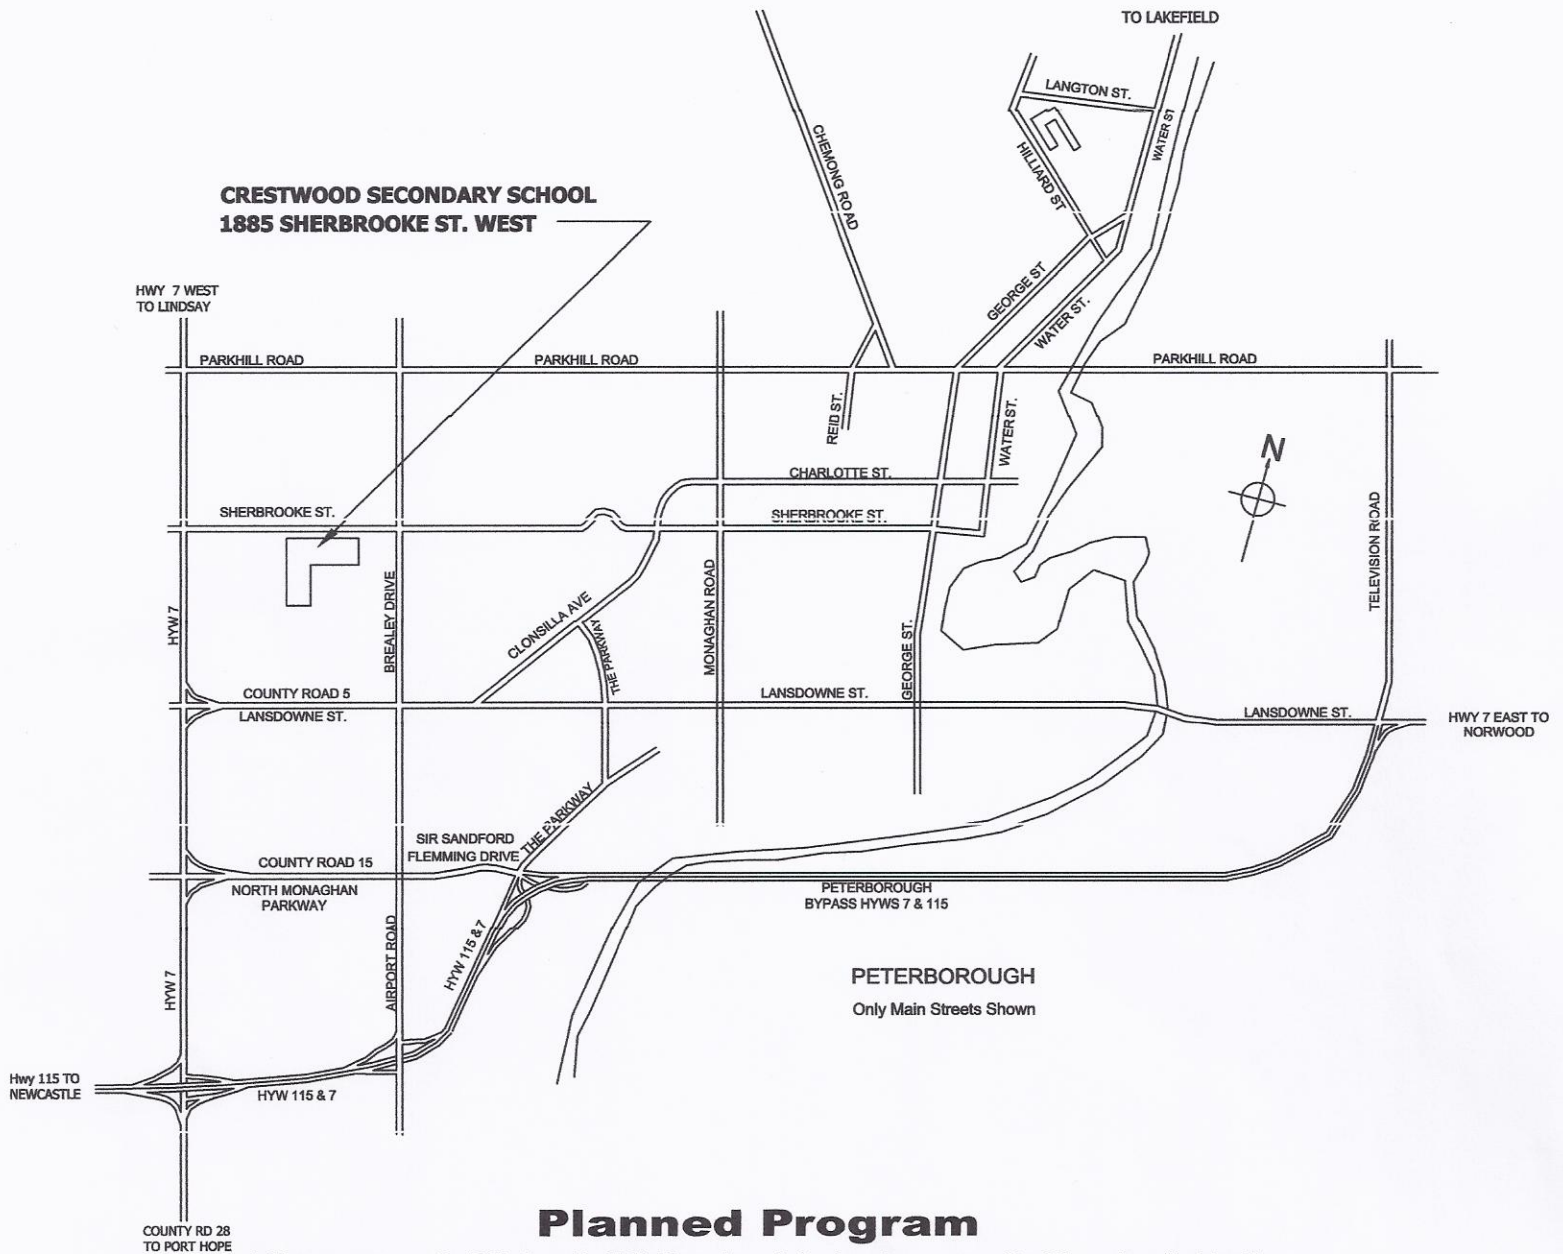 TO LAKEFIELD
LANGTON ST.
WATER ST
HILLIARD ST
CHEMONG ROAD
CRESTWOOD SECONDARY SCHOOL
1885 SHERBROOKE ST. WEST
GEORGE ST
WATER ST.
HWY 7 WEST
TO LINDSAY
PARKHILL ROAD
PARKHILL ROAD
PARKHILL ROAD
REID ST.
WATER ST.
N
CHARLOTTE ST.
SHERBROOKE ST.
SHERBROOKE ST.
TELEVISION ROAD
HYW 7
BREALEY DRIVE
CLONSILLA AVE
THE PARKWAY
MONAGHAN ROAD
GEORGE ST.
COUNTY ROAD 5
LANSDOWNE ST.
LANSDOWNE ST.
LANSDOWNE ST.
HWY 7 EAST TO
NORWOOD
THE PARKWAY
SIR SANDFORD
FLEMMING DRIVE
COUNTY ROAD 15
NORTH MONAGHAN
PARKWAY
PETERBOROUGH
BYPASS HYWS 7 & 115
HYW 7
AIRPORT ROAD
HYW 115 & 7
PETERBOROUGH
Only Main Streets Shown
Hwy 115 TO
NEWCASTLE
HYW 115 & 7
COUNTY RD 28
TO PORT HOPE
Planned Program